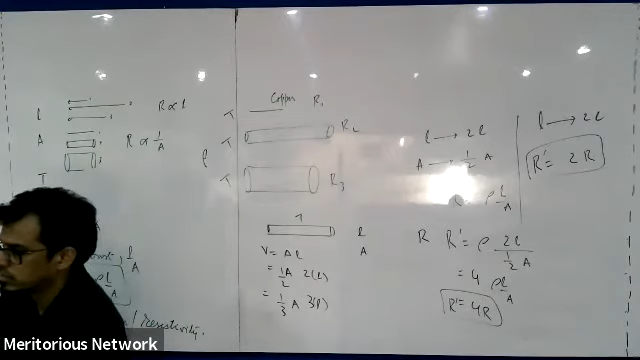 l
R ∝ l
A
R ∝ 1/A
T
l/A
ρl/A
/ resistivity.
Copper R₁
R₂
R₃
l
A
V = Al
= 1/2 A 2(l)
= 1/3 A 3(l)
l → 2l
A → 1/2 A
= ρ l/A
R R' = ρ 2l / 1/2 A
= 4 ρl/A
R' = 4R
l → 2l
R' = 2R
Meritorious Network